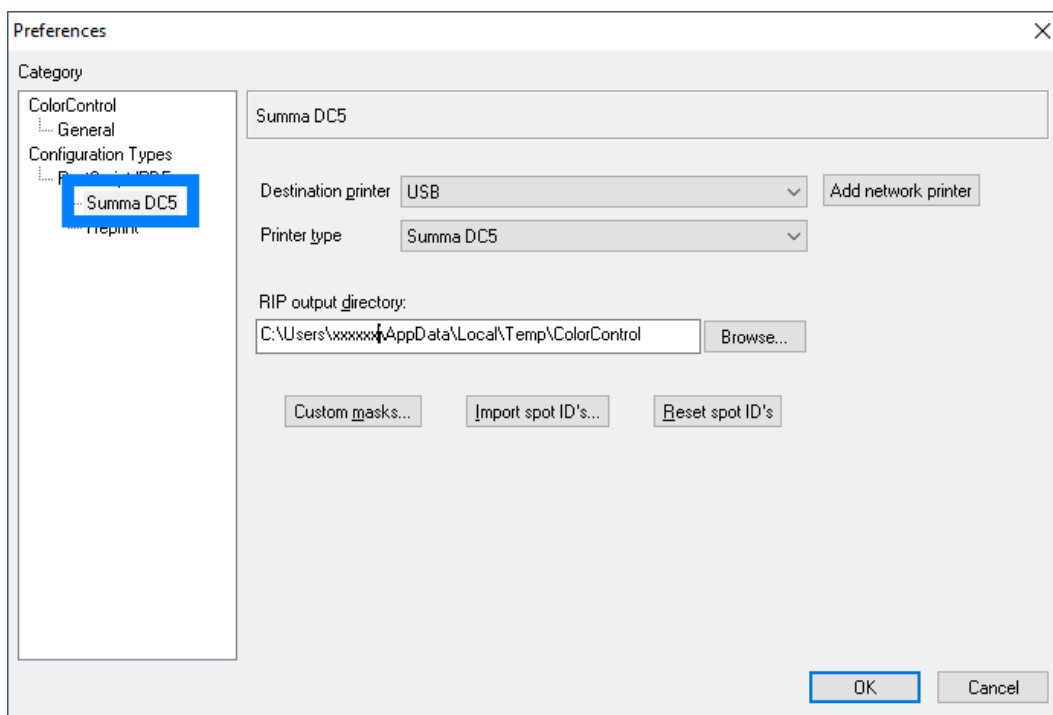 Preferences
Category
ColorControl
General
Configuration Types
Summa DC5
Preprint
Summa DC5
Destination printer USB Add network printer
Printer type Summa DC5
RIP output directory:
C:\Users\xxxxxx\AppData\Local\Temp\ColorControl Browse...
Custom masks... Import spot ID's... Reset spot ID's
OK Cancel